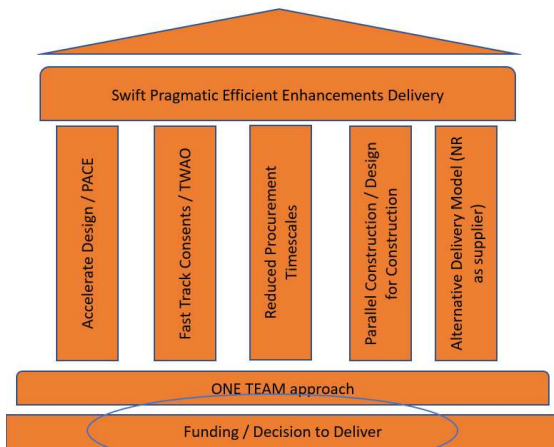 Swift Pragmatic Efficient Enhancements Delivery
Accelerate Design / PACE
Fast Track Consents / TWAO
Reduced Procurement
Timescales
Parallel Construction / Design
for Construction
Alternative Delivery Model (NR
as supplier)
ONE TEAM approach
Funding / Decision to Deliver